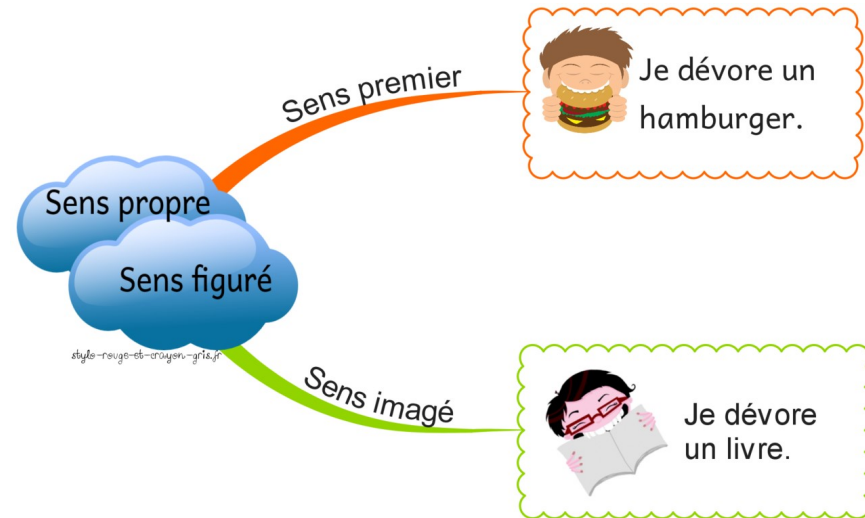 Sens premier
Je dévore un
hamburger.
Sens propre
Sens figuré
stylo-rouge-et-crayon-gris.fr
Sens imagé
Je dévore
un livre.